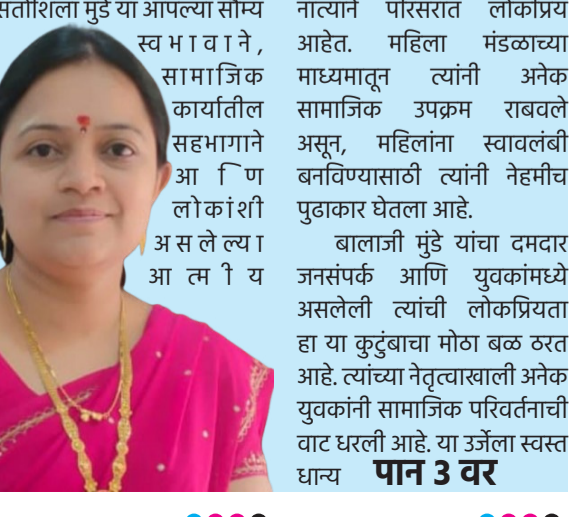 सतोशिला मुंडे या आपल्या सौम्य
स्वभावाने,
सामाजिक
कार्यातील
सहभागाने
आणि
लोकांशी
असलेल्या
आत्मीय
नात्याने परिसरात लोकप्रिय
आहेत. महिला मंडळाच्या
माध्यमातून त्यांनी अनेक
सामाजिक उपक्रम राबवले
असून, महिलांना स्वावलंबी
बनविण्यासाठी त्यांनी नेहमीच
पुढाकार घेतला आहे.
बालाजी मुंडे यांचा दमदार
जनसंपर्क आणि युवकांमध्ये
असलेली त्यांची लोकप्रियता
हा या कुटुंबाचा मोठा बळ ठरत
आहे. त्यांच्या नेतृत्वाखाली अनेक
युवकांनी सामाजिक परिवर्तनाची
वाट धरली आहे. या उर्जेला स्वस्त
धान्य पान 3 वर